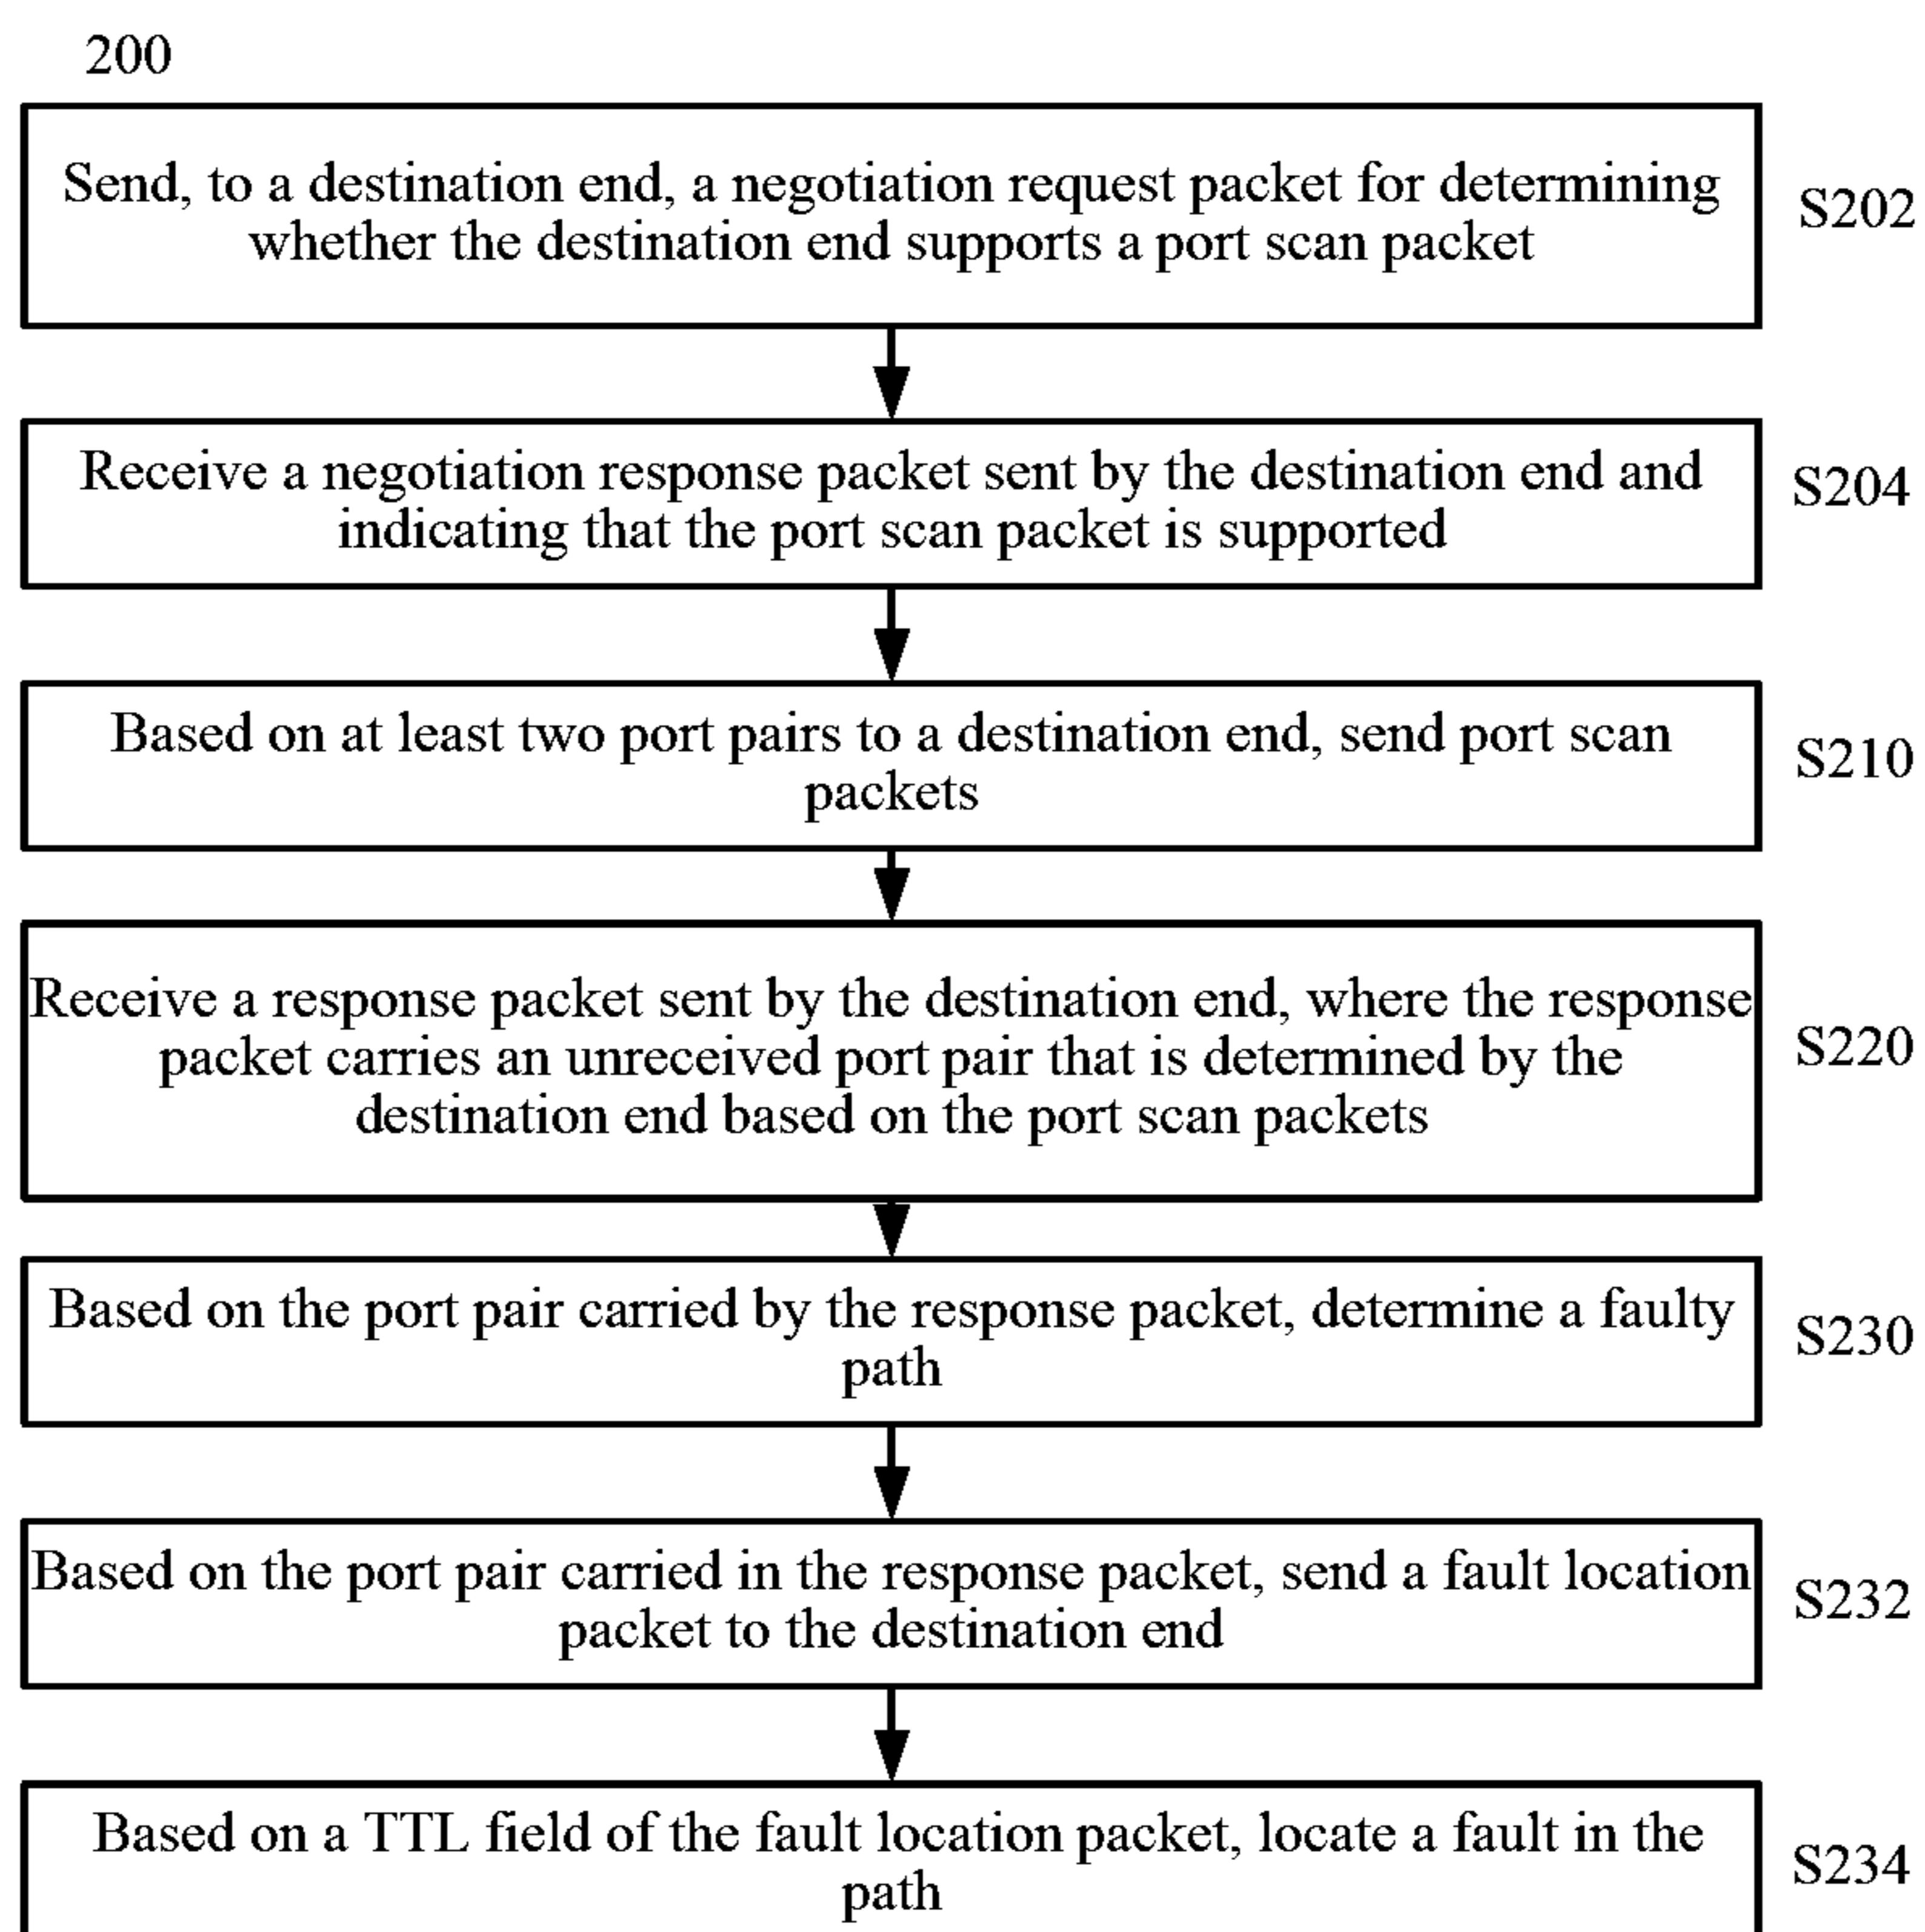 200
Send, to a destination end, a negotiation request packet for determining
whether the destination end supports a port scan packet
S202
Receive a negotiation response packet sent by the destination end and
indicating that the port scan packet is supported
S204
Based on at least two port pairs to a destination end, send port scan
packets
S210
Receive a response packet sent by the destination end, where the response
packet carries an unreceived port pair that is determined by the
destination end based on the port scan packets
S220
Based on the port pair carried by the response packet, determine a faulty
path
S230
Based on the port pair carried in the response packet, send a fault location
packet to the destination end
S232
Based on a TTL field of the fault location packet, locate a fault in the
path
S234